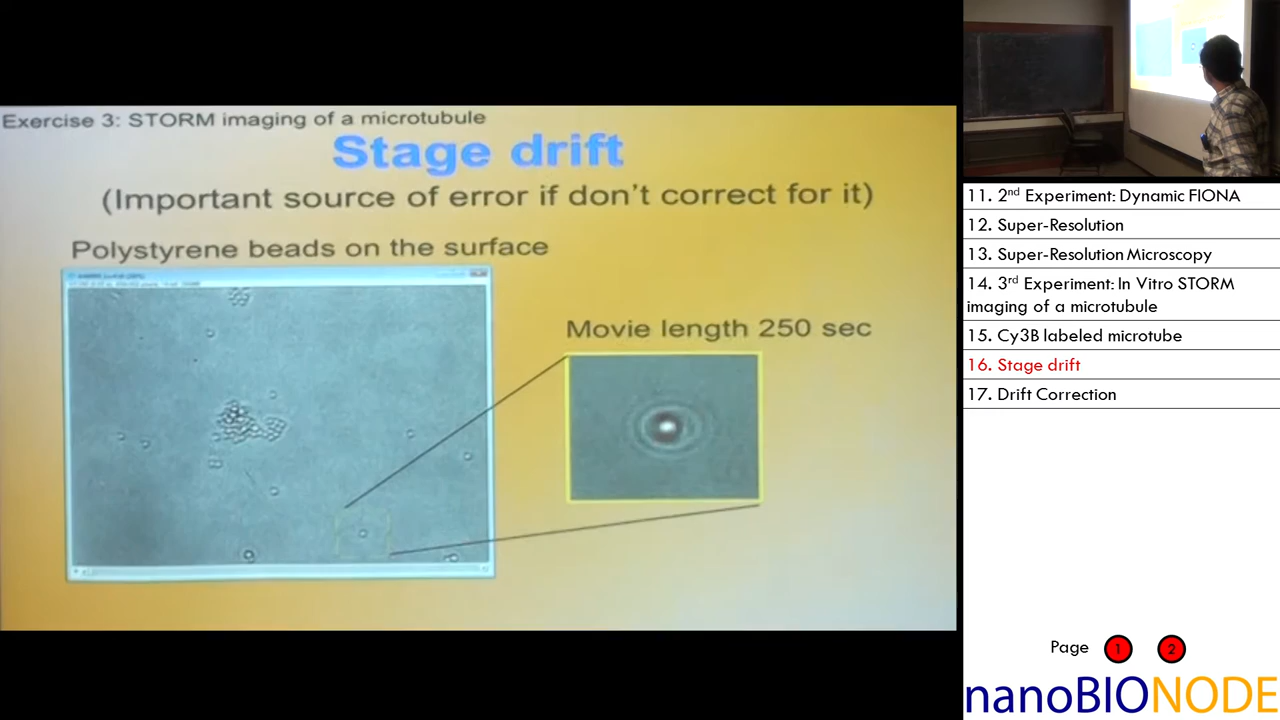 Exercise 3: STORM imaging of a microtubule
Stage drift
(Important source of error if don't correct for it)
Polystyrene beads on the surface
Movie length 250 sec
11. 2nd Experiment: Dynamic FIONA
12. Super-Resolution
13. Super-Resolution Microscopy
14. 3rd Experiment: In Vitro STORM
imaging of a microtubule
15. Cy3B labeled microtube
16. Stage drift
17. Drift Correction
Page 1 2
nanoBIONODE